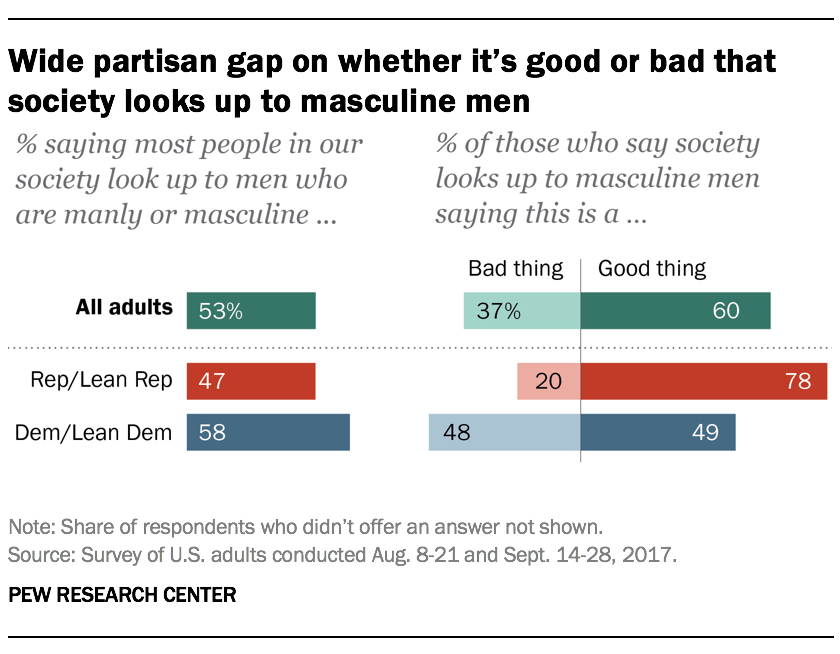 Wide partisan gap on whether it's good or bad that
society looks up to masculine men
% saying most people in our
society look up to men who
are manly or masculine ...
% of those who say society
looks up to masculine men
saying this is a ...
Bad thing Good thing
All adults 53% 37% 60
Rep/Lean Rep 47 20 78
Dem/Lean Dem 58 48 49
Note: Share of respondents who didn't offer an answer not shown.
Source: Survey of U.S. adults conducted Aug. 8-21 and Sept. 14-28, 2017.
PEW RESEARCH CENTER